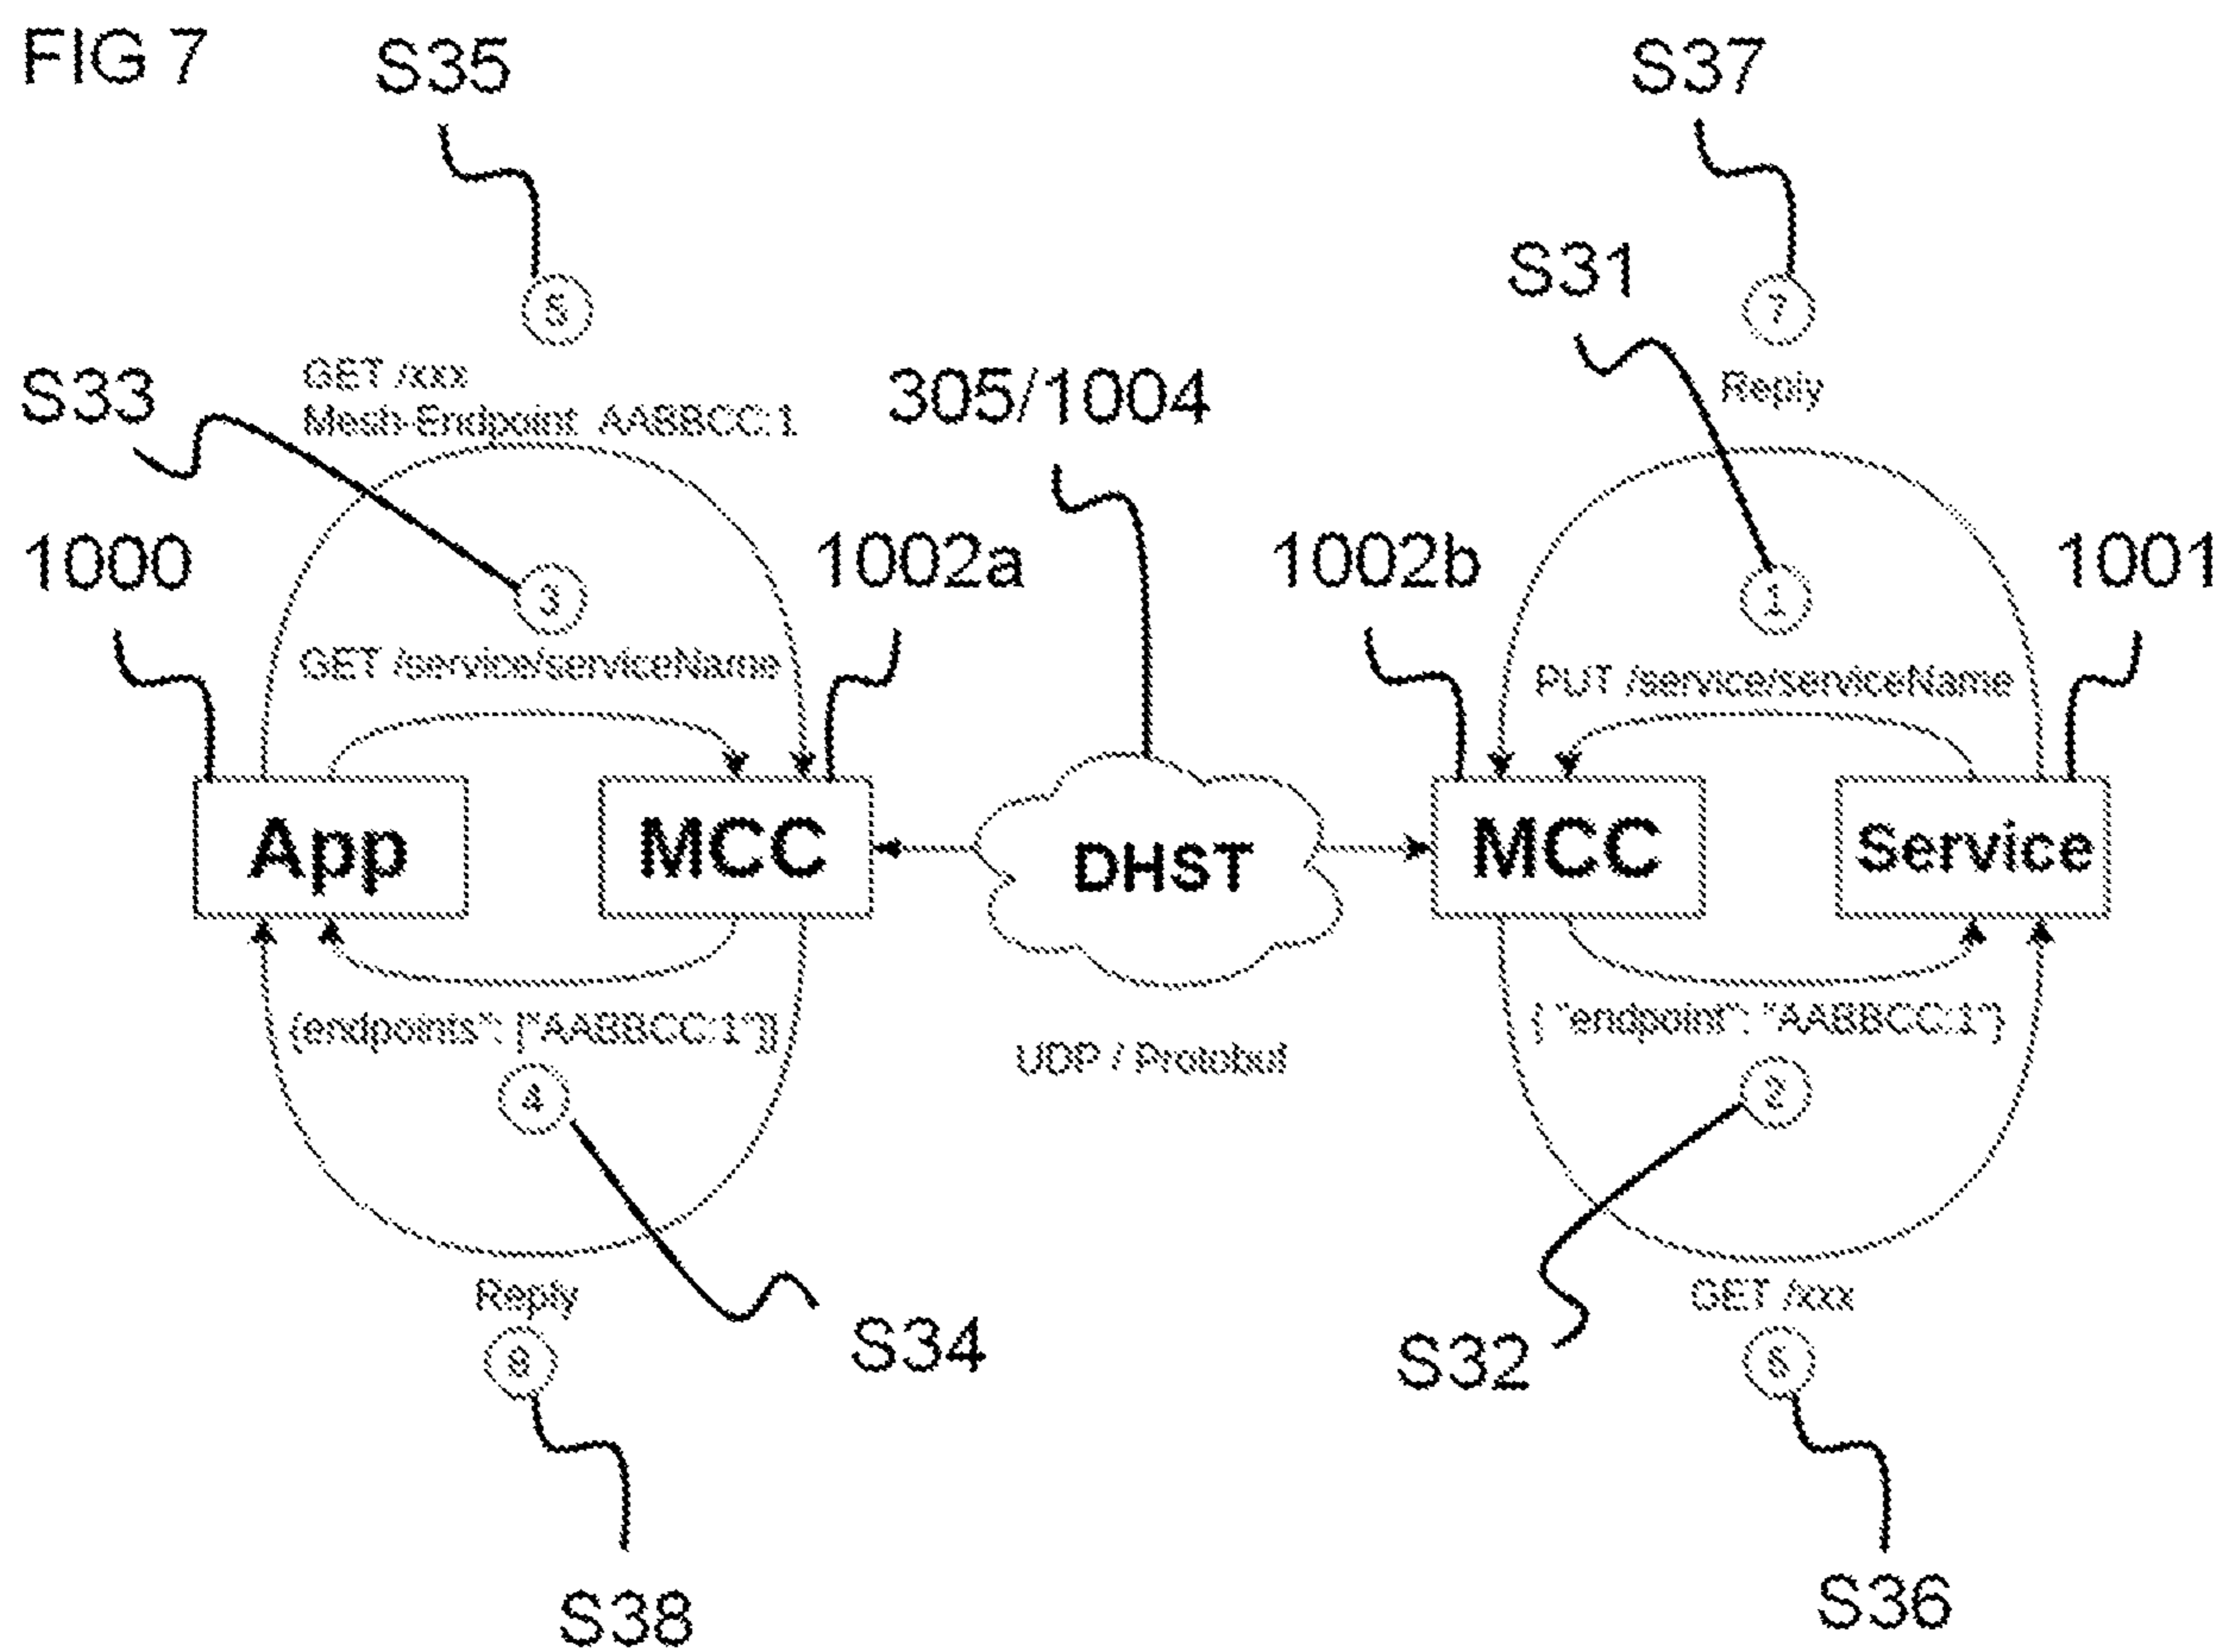 FIG 7
S35
S37
S31
5
7
GET /xxx
Mesh-Endpoint AABBCC:1
Reply
S33
305/1004
1000
1002a
1002b
1001
3
1
GET /service/serviceName
PUT /service/serviceName
App
MCC
DHST
MCC
Service
{endpoints": ["AABBCC:1"]]
{ "endpoint": "AABBCC:1"}
UDP / Protobuf
4
2
Reply
GET /xxx
S34
S32
6
S38
S36